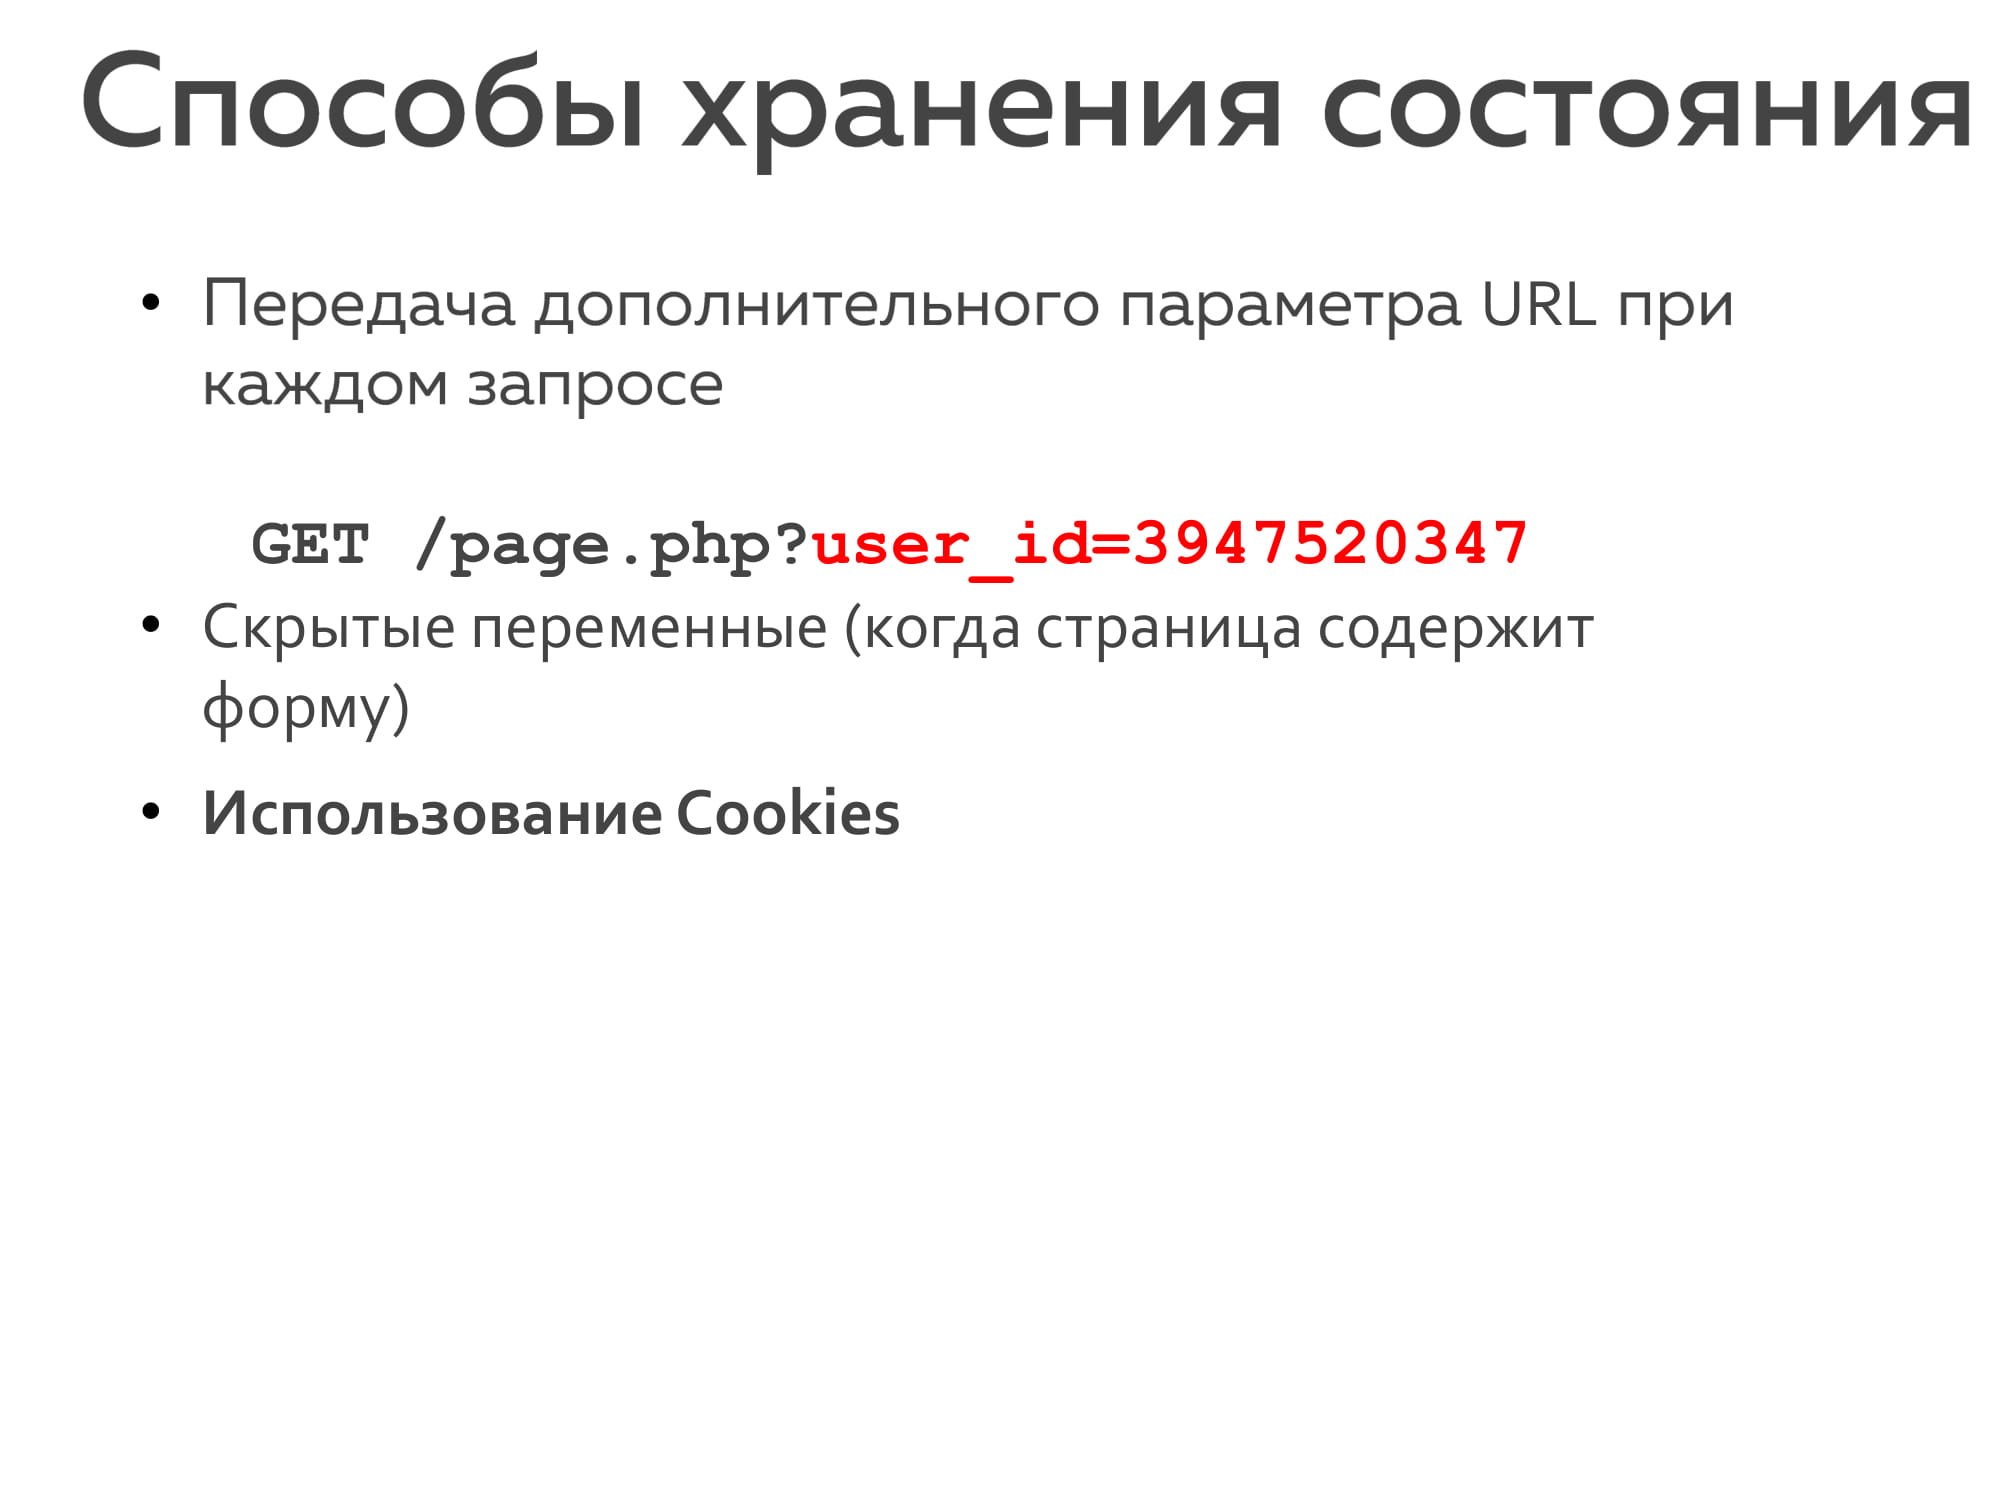 Способы хранения состояния
• Передача дополнительного параметра URL при
каждом запросе
GET /page.php?user_id=3947520347
• Скрытые переменные (когда страница содержит
форму)
• Использование Cookies